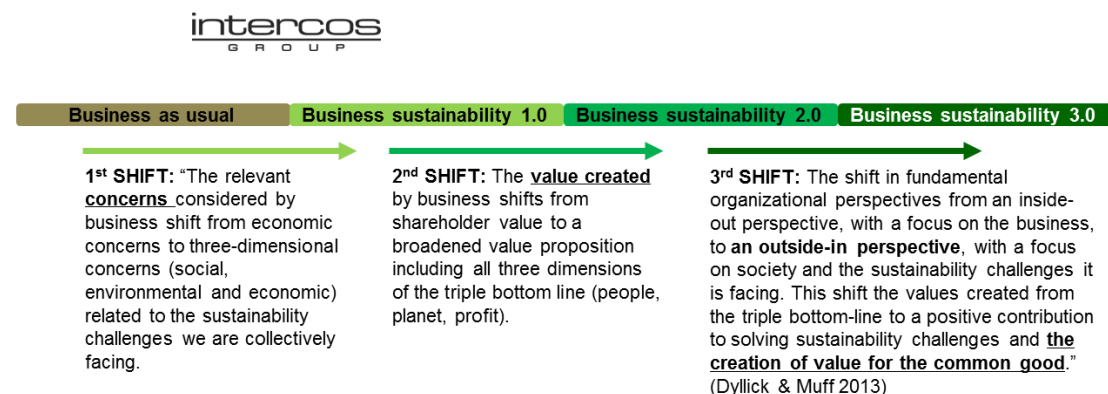 intercos
GROUP
Business as usual
Business sustainability 1.0
Business sustainability 2.0
Business sustainability 3.0
1st SHIFT: “The relevant
concerns considered by
business shift from economic
concerns to three-dimensional
concerns (social,
environmental and economic)
related to the sustainability
challenges we are collectively
facing.
2nd SHIFT: The value created
by business shifts from
shareholder value to a
broadened value proposition
including all three dimensions
of the triple bottom line (people,
planet, profit).
3rd SHIFT: The shift in fundamental
organizational perspectives from an inside-
out perspective, with a focus on the business,
to an outside-in perspective, with a focus
on society and the sustainability challenges it
is facing. This shift the values created from
the triple bottom-line to a positive contribution
to solving sustainability challenges and the
creation of value for the common good.”
(Dyllick & Muff 2013)